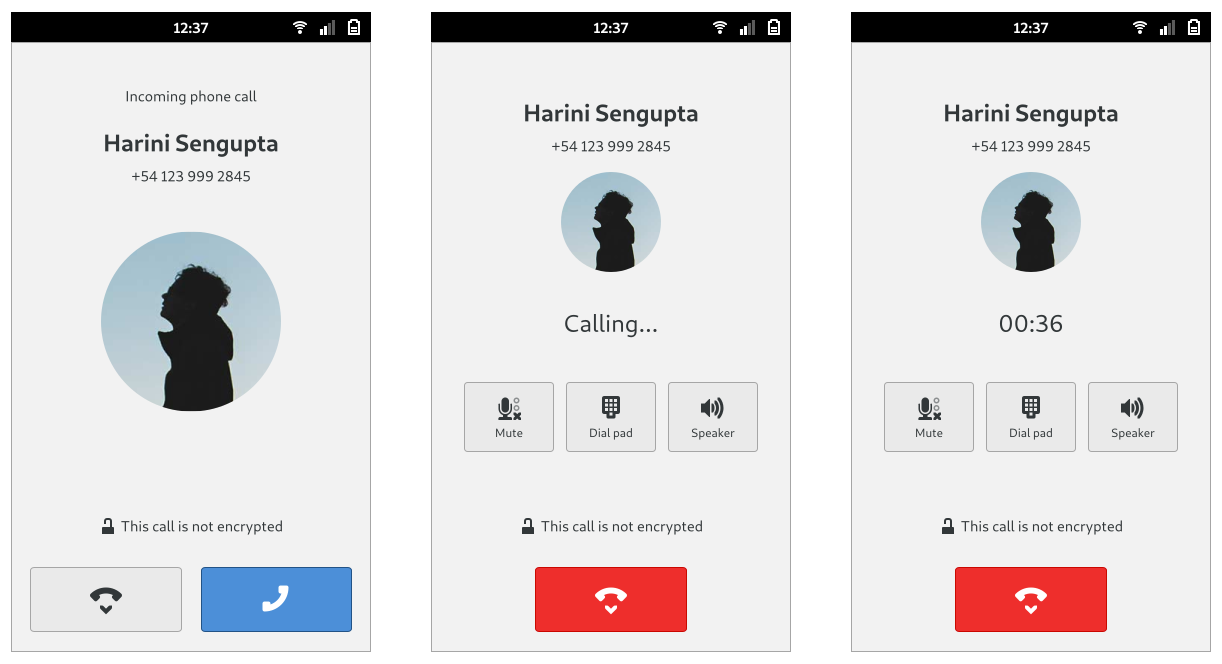 12:37
Incoming phone call
Harini Sengupta
+54 123 999 2845
This call is not encrypted
12:37
Harini Sengupta
+54 123 999 2845
Calling...
Mute
Dial pad
Speaker
This call is not encrypted
12:37
Harini Sengupta
+54 123 999 2845
00:36
Mute
Dial pad
Speaker
This call is not encrypted